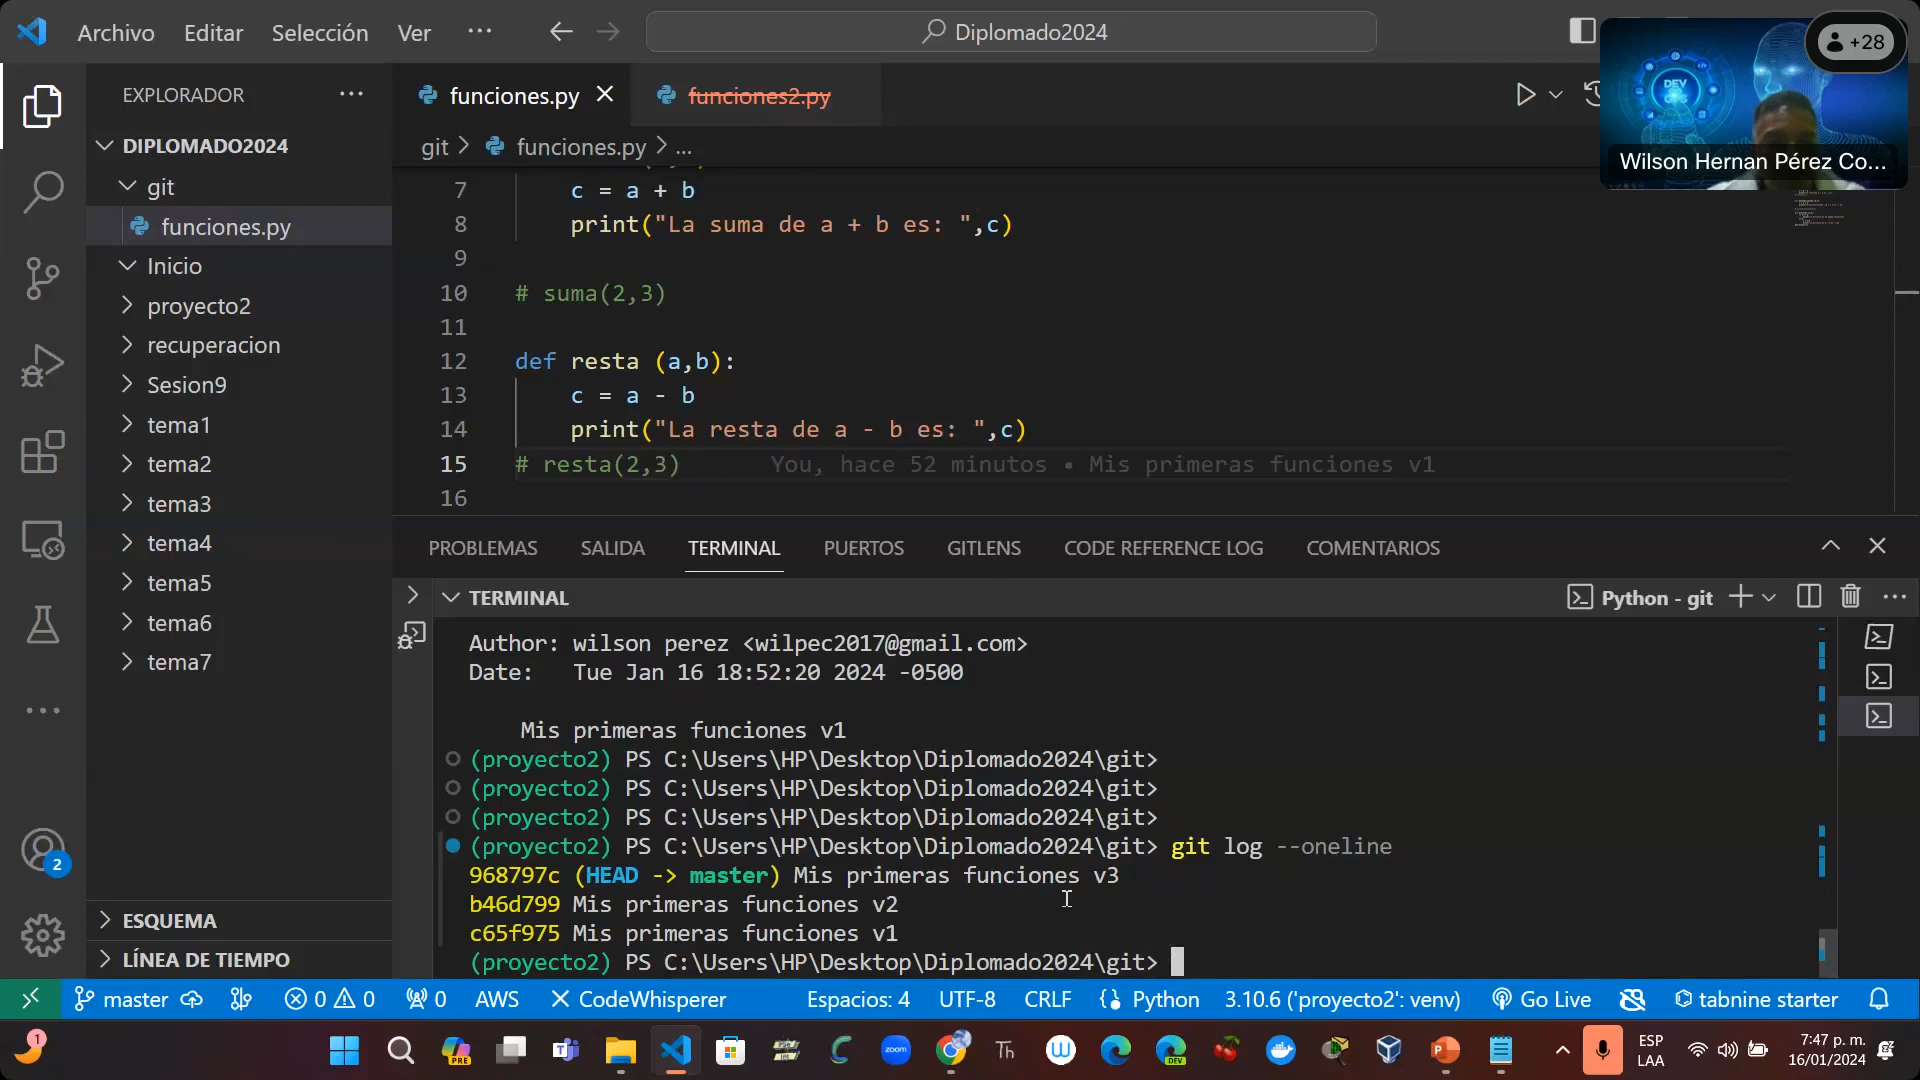 Archivo Editar Selección Ver ··· Diplomado2024
+28
DEV
OPS
Wilson Hernan Pérez Co...
EXPLORADOR ···
DIPLOMADO2024
git
funciones.py
Inicio
proyecto2
recuperacion
Sesion9
tema1
tema2
tema3
tema4
tema5
tema6
tema7
ESQUEMA
LÍNEA DE TIEMPO
2
funciones.py funciones2.py
git > funciones.py > ...
7 c = a + b
8 print("La suma de a + b es: ",c)
9
10 # suma(2,3)
11
12 def resta (a,b):
13 c = a - b
14 print("La resta de a - b es: ",c)
15 # resta(2,3) You, hace 52 minutos • Mis primeras funciones v1
16
PROBLEMAS SALIDA TERMINAL PUERTOS GITLENS CODE REFERENCE LOG COMENTARIOS
TERMINAL Python - git
Author: wilson perez <wilpec2017@gmail.com>
Date: Tue Jan 16 18:52:20 2024 -0500
Mis primeras funciones v1
(proyecto2) PS C:\Users\HP\Desktop\Diplomado2024\git>
(proyecto2) PS C:\Users\HP\Desktop\Diplomado2024\git>
(proyecto2) PS C:\Users\HP\Desktop\Diplomado2024\git>
(proyecto2) PS C:\Users\HP\Desktop\Diplomado2024\git> git log --oneline
968797c (HEAD -> master) Mis primeras funciones v3
b46d799 Mis primeras funciones v2
c65f975 Mis primeras funciones v1
(proyecto2) PS C:\Users\HP\Desktop\Diplomado2024\git>
master 0 0 0 AWS CodeWhisperer Espacios: 4 UTF-8 CRLF Python 3.10.6 ('proyecto2': venv) Go Live tabnine starter
1 PRE zoom Th DEV ESP
LAA
7:47 p. m.
16/01/2024